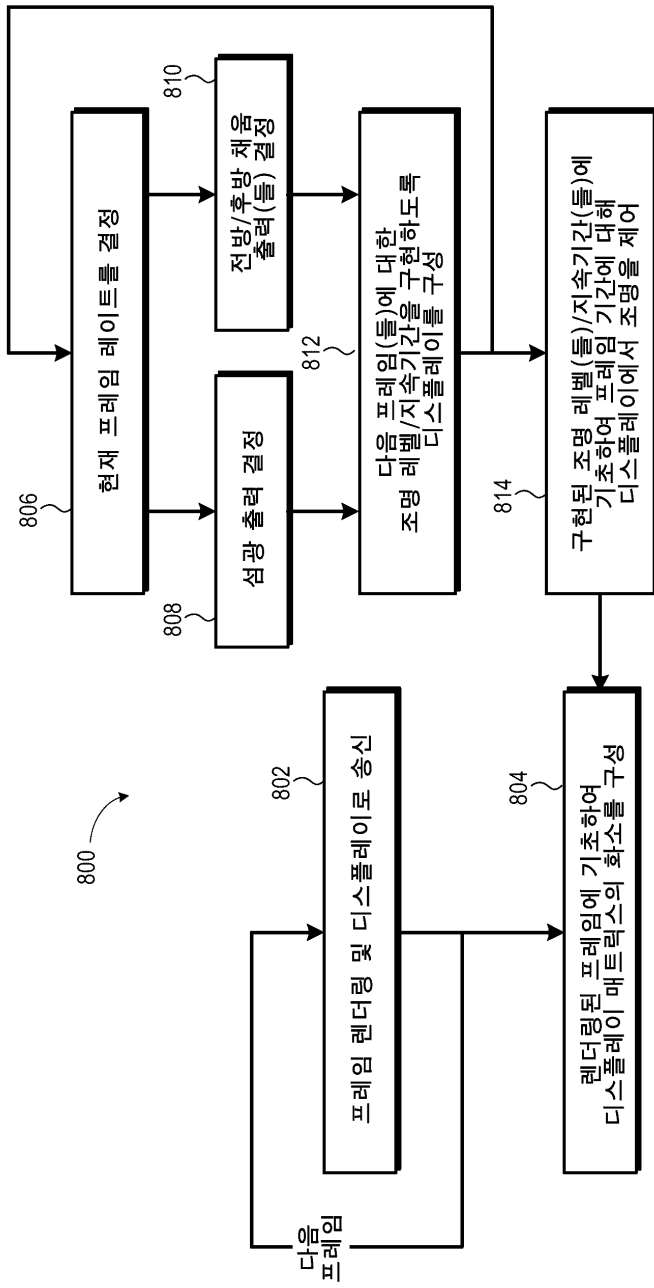 800
802
프레임 렌더링 및 디스플레이로 송신
다음
프레임
804
렌더링된 프레임에 기초하여
디스플레이 매트릭스의 화소를 구성
806
현재 프레임 레이트를 결정
808
섬광 출력 결정
810
전방/후방 채움
출력(들) 결정
812
다음 프레임(들)에 대한
조명 레벨/지속기간을 구현하도록
디스플레이를 구성
814
구현된 조명 레벨(들)/지속기간(들)에
기초하여 프레임 기간에 대해
디스플레이에서 조명을 제어